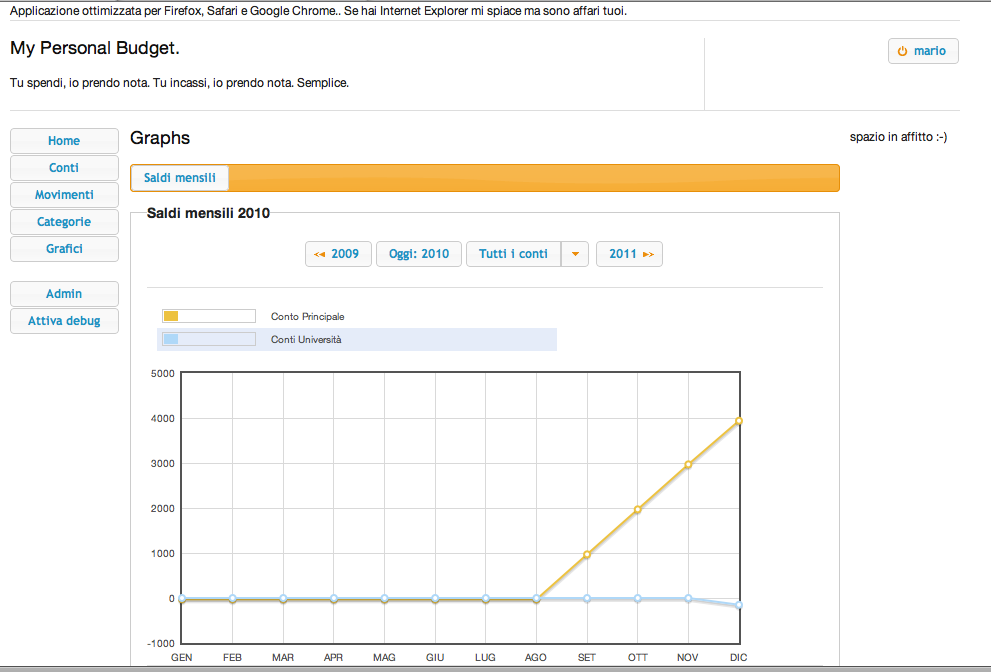 Applicazione ottimizzata per Firefox, Safari e Google Chrome.. Se hai Internet Explorer mi spiace ma sono affari tuoi.
My Personal Budget.
mario
Tu spendi, io prendo nota. Tu incassi, io prendo nota. Semplice.
Home
Conti
Movimenti
Categorie
Grafici
Admin
Attiva debug
Graphs
spazio in affitto :-)
Saldi mensili
Saldi mensili 2010
2009
Oggi: 2010
Tutti i conti
2011
Conto Principale
Conti Università
5000
4000
3000
2000
1000
0
-1000
GEN FEB MAR APR MAG GIU LUG AGO SET OTT NOV DIC